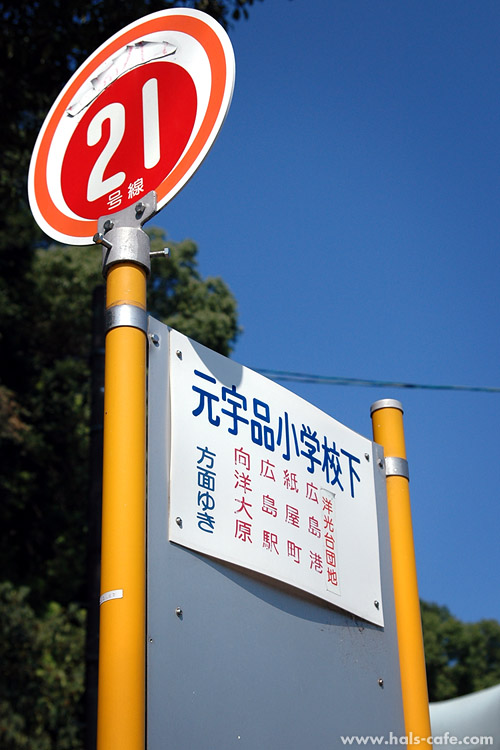 21
号線
元宇品小学校下
洋光台団地
広島港
紙屋町
広島駅
向洋大原
方面ゆき
www.hals-cafe.com